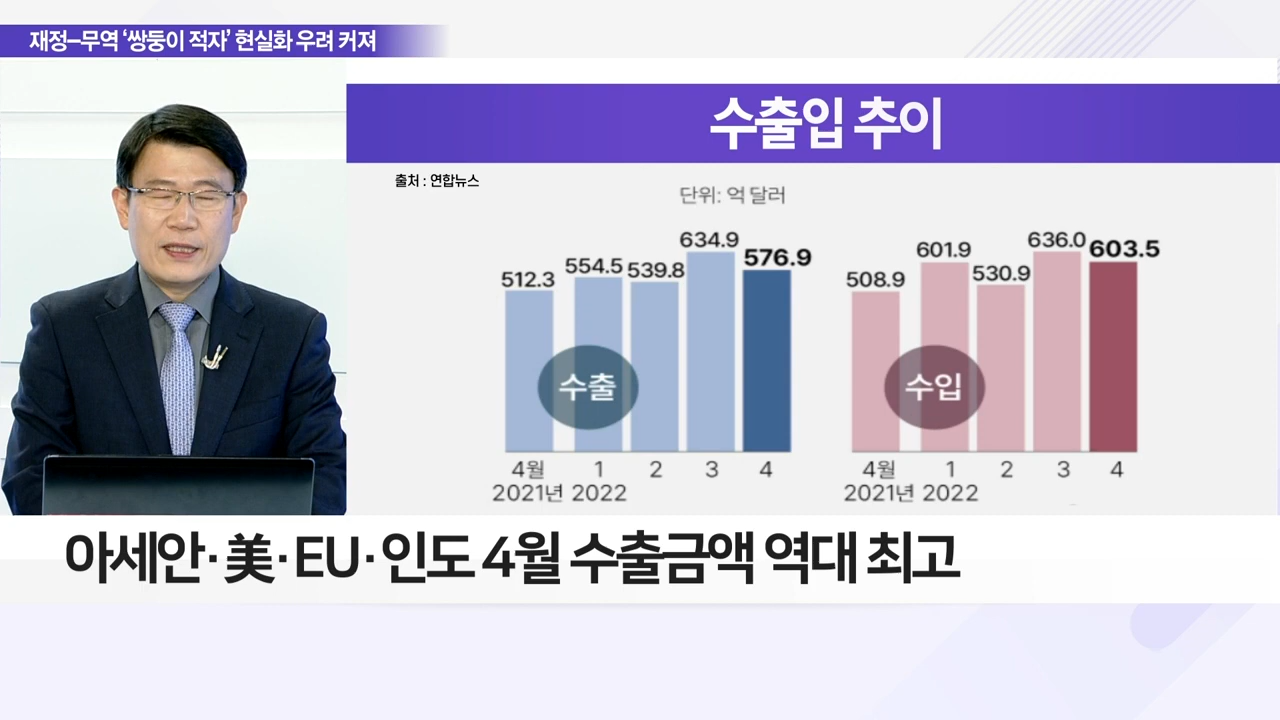 재정-무역 '쌍둥이 적자' 현실화 우려 커져
수출입 추이
출처 : 연합뉴스
단위: 억 달러
512.3 554.5 539.8 634.9 576.9
수출
4월 1 2 3 4
2021년 2022
508.9 601.9 530.9 636.0 603.5
수입
4월 1 2 3 4
2021년 2022
아세안·美·EU·인도 4월 수출금액 역대 최고